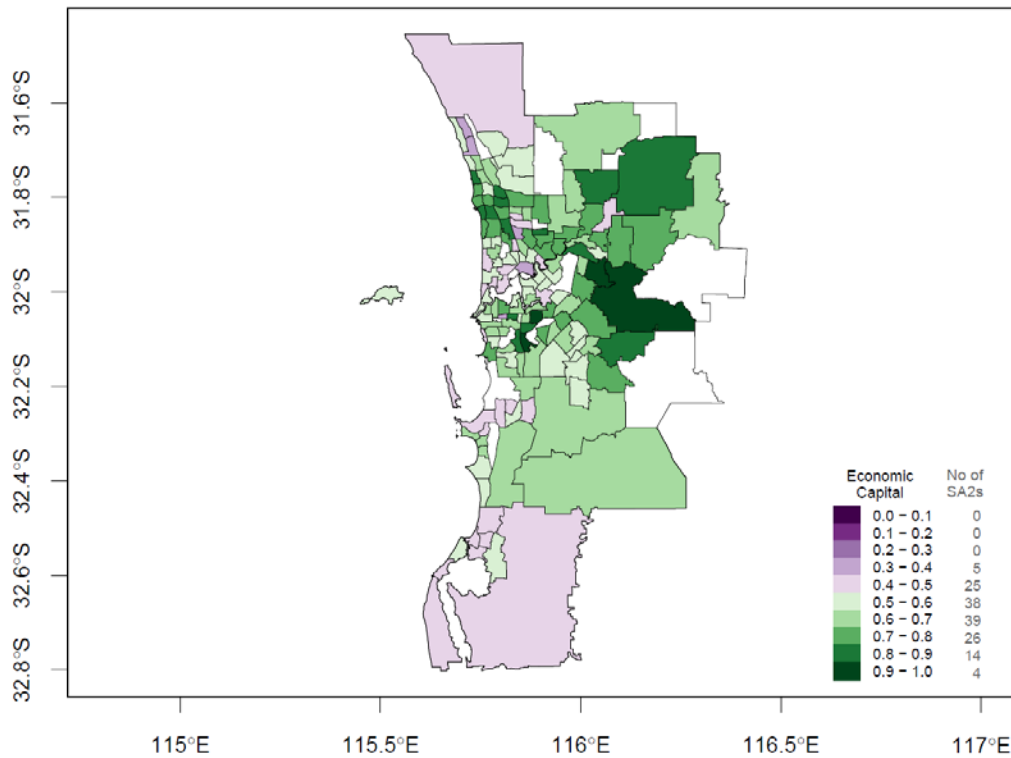 31.6°S
31.8°S
32°S
32.2°S
32.4°S
32.6°S
32.8°S
115°E 115.5°E 116°E 116.5°E 117°E
Economic No of
Capital SA2s
0.0 – 0.1 0
0.1 – 0.2 0
0.2 – 0.3 0
0.3 – 0.4 5
0.4 – 0.5 25
0.5 – 0.6 38
0.6 – 0.7 39
0.7 – 0.8 26
0.8 – 0.9 14
0.9 – 1.0 4